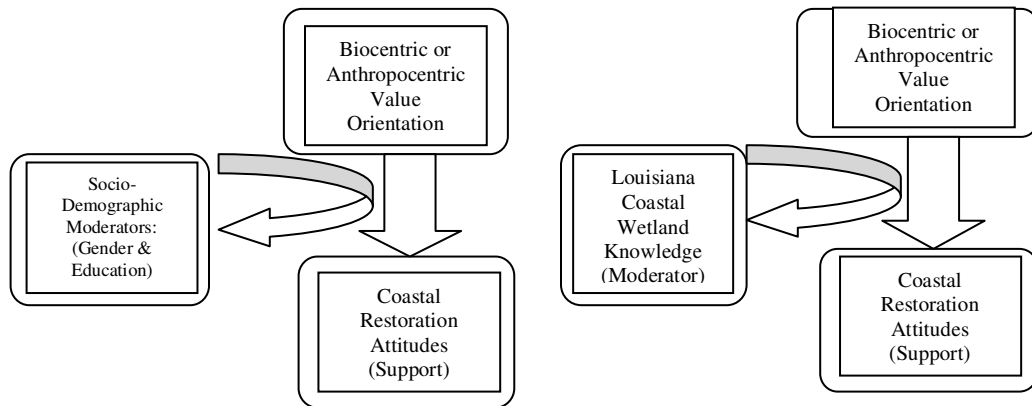 Biocentric or
Anthropocentric
Value
Orientation
Socio-
Demographic
Moderators:
(Gender &
Education)
Coastal
Restoration
Attitudes
(Support)
Biocentric or
Anthropocentric
Value
Orientation
Louisiana
Coastal
Wetland
Knowledge
(Moderator)
Coastal
Restoration
Attitudes
(Support)